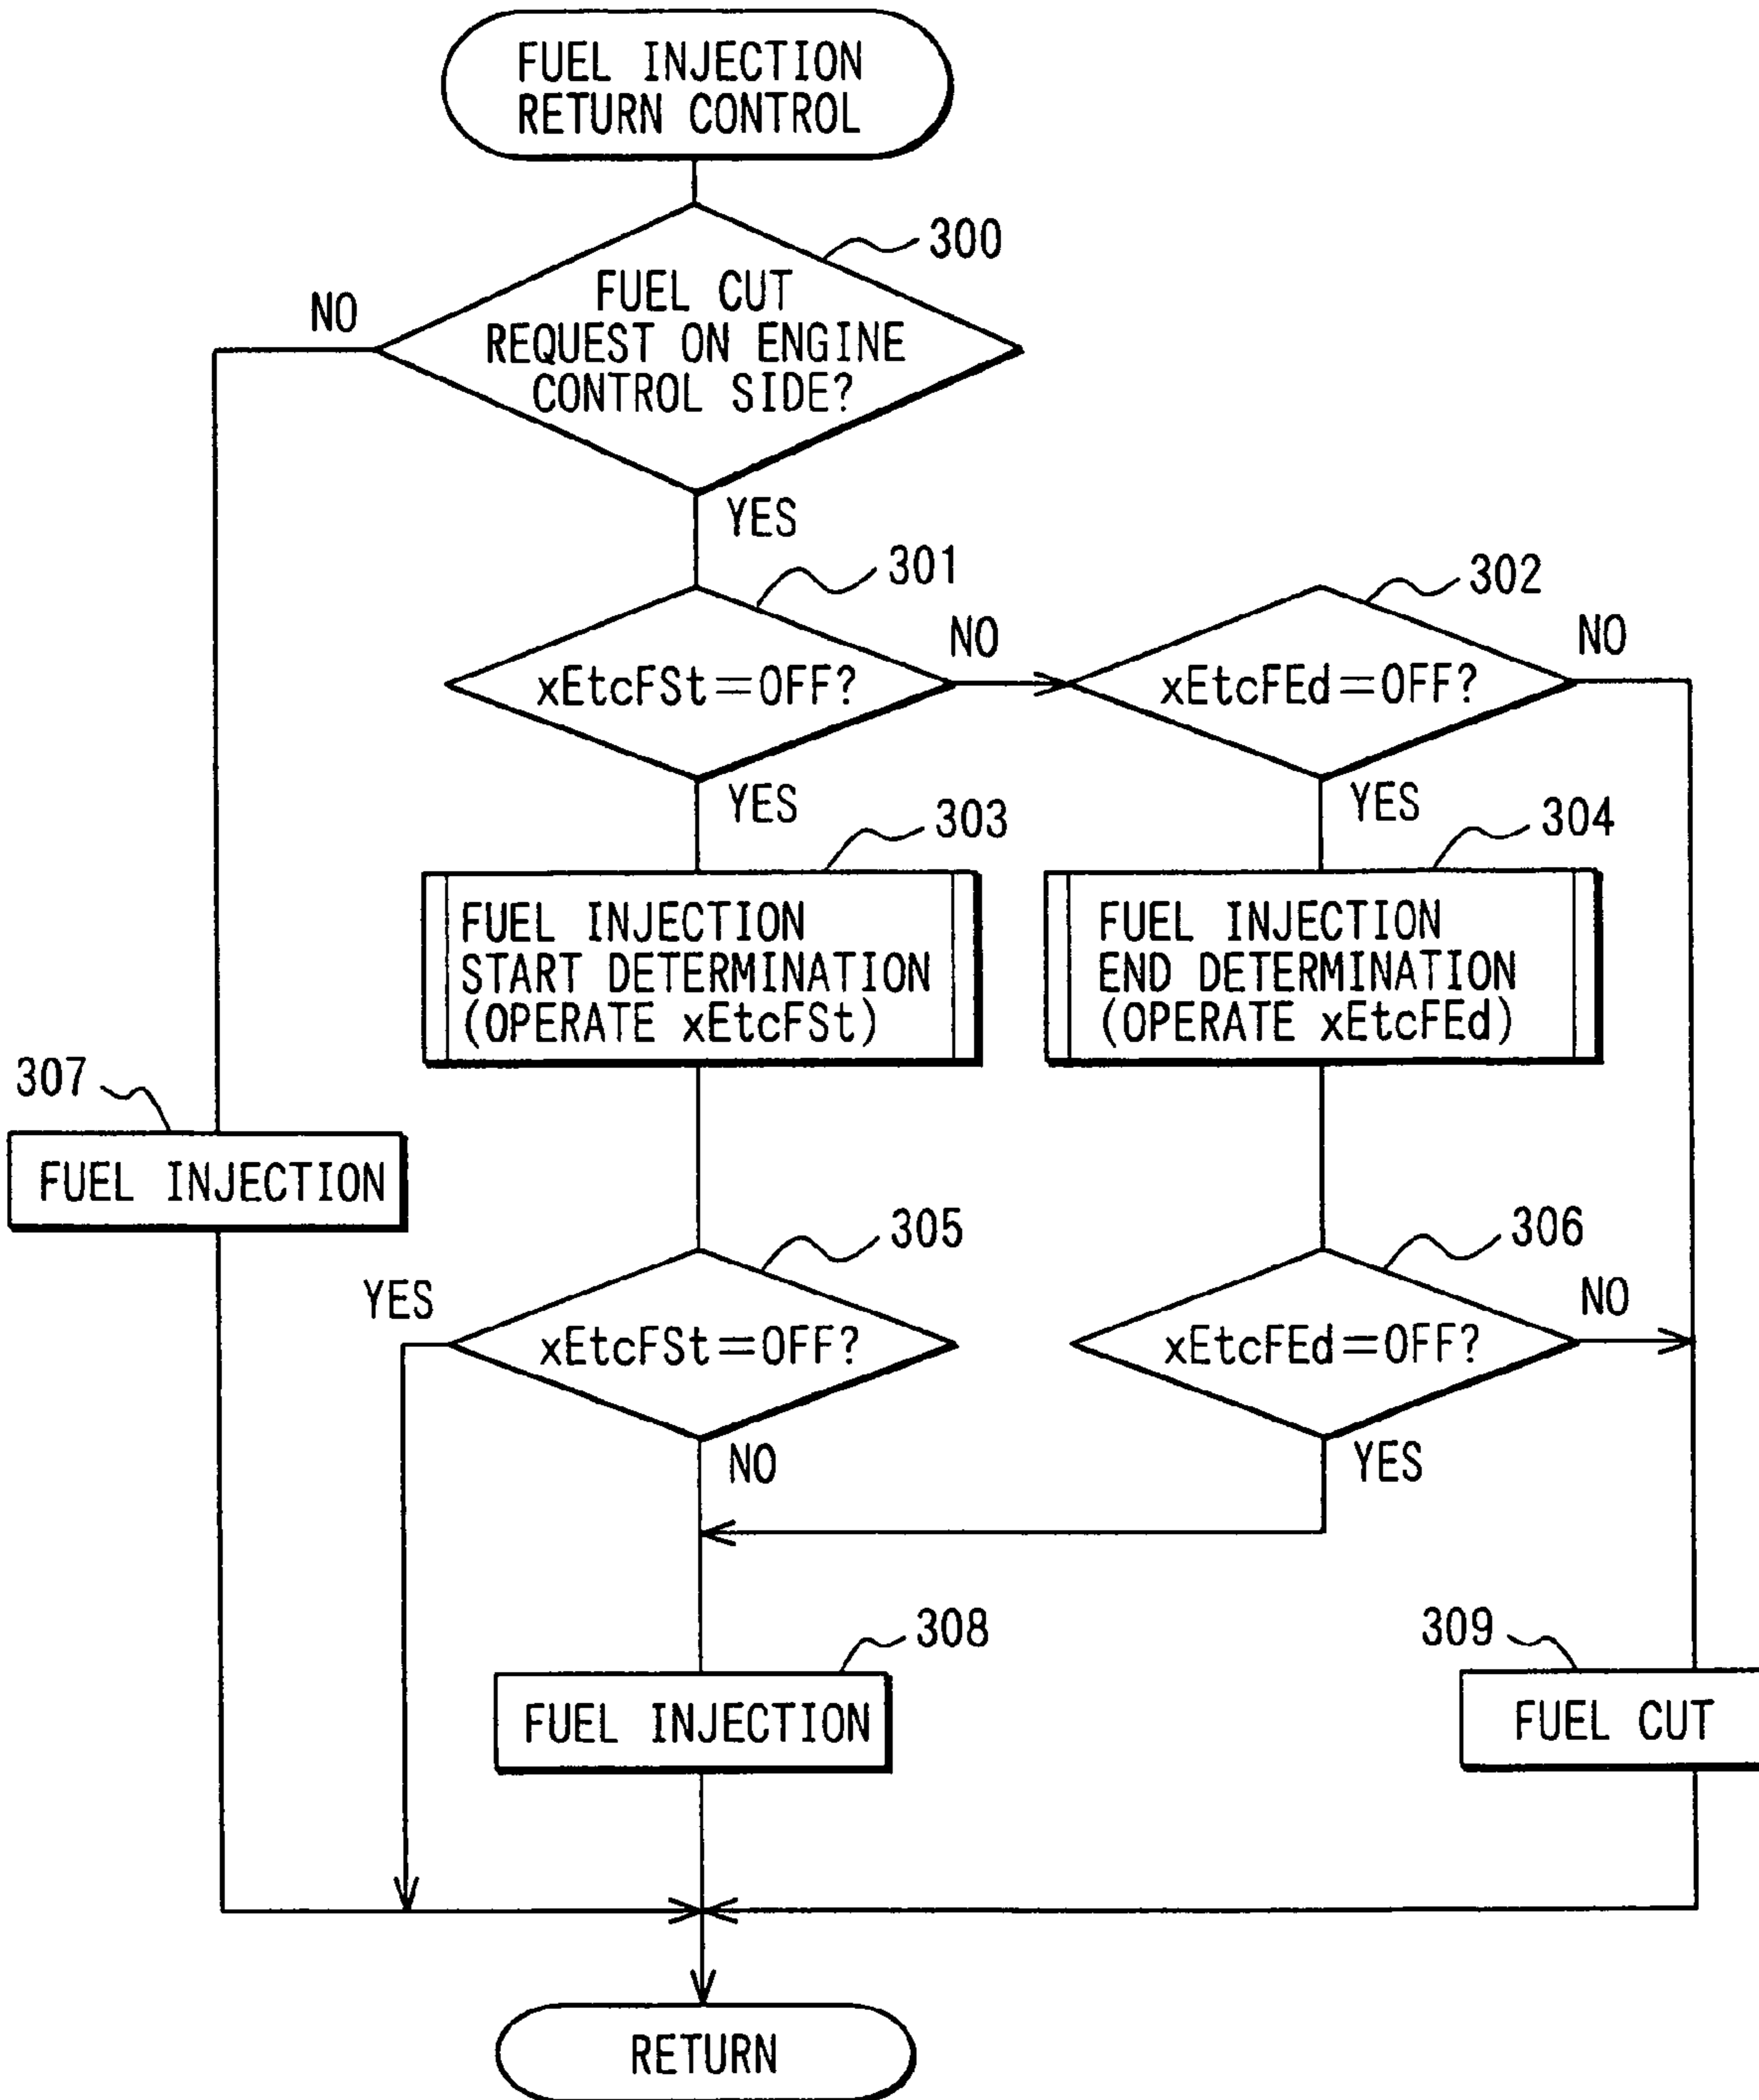 FUEL INJECTION
RETURN CONTROL
300
NO
FUEL CUT
REQUEST ON ENGINE
CONTROL SIDE?
YES
301
302
NO
NO
xEtcFSt=OFF?
xEtcFEd=OFF?
YES
YES
303
304
FUEL INJECTION
START DETERMINATION
(OPERATE xEtcFSt)
FUEL INJECTION
END DETERMINATION
(OPERATE xEtcFEd)
307
FUEL INJECTION
305
306
YES
NO
xEtcFSt=OFF?
xEtcFEd=OFF?
NO
YES
308
309
FUEL INJECTION
FUEL CUT
RETURN